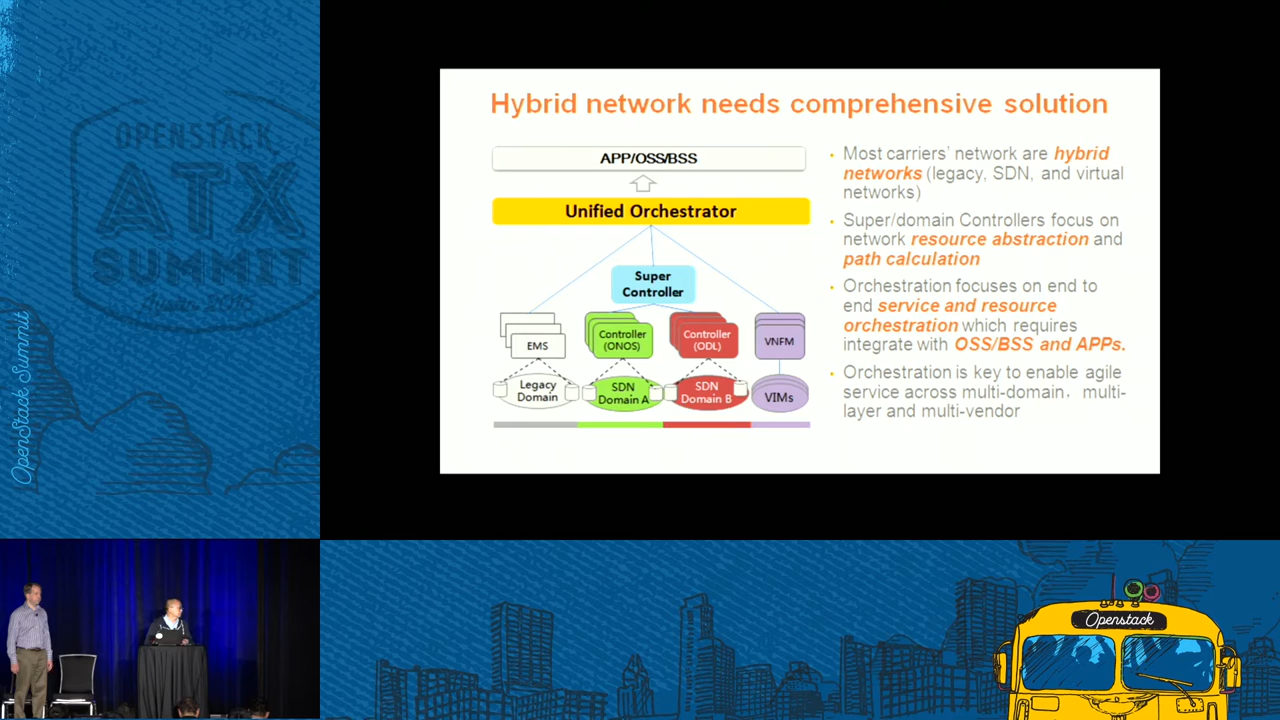 OPENSTACK
ATX
SUMMIT
Austin
OpenStack Summit
Hybrid network needs comprehensive solution
APP/OSS/BSS
Unified Orchestrator
Super
Controller
EMS
Controller
(ONOS)
Controller
(ODL)
VNFM
Legacy
Domain
SDN
Domain A
SDN
Domain B
VIMs
• Most carriers' network are hybrid
networks (legacy, SDN, and virtual
networks)
• Super/domain Controllers focus on
network resource abstraction and
path calculation
• Orchestration focuses on end to
end service and resource
orchestration which requires
integrate with OSS/BSS and APPs.
• Orchestration is key to enable agile
service across multi-domain, multi-
layer and multi-vendor
Openstack